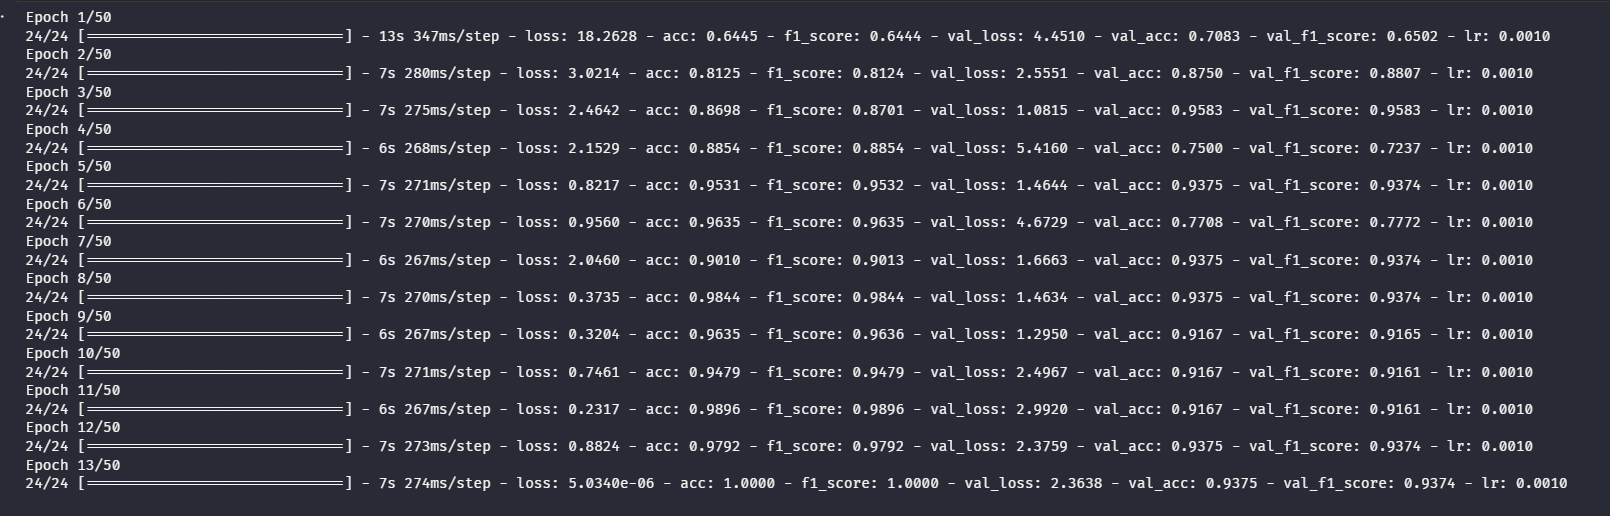 Epoch 1/50
24/24 [==============================] - 13s 347ms/step - loss: 18.2628 - acc: 0.6445 - f1_score: 0.6444 - val_loss: 4.4510 - val_acc: 0.7083 - val_f1_score: 0.6502 - lr: 0.0010
Epoch 2/50
24/24 [==============================] - 7s 280ms/step - loss: 3.0214 - acc: 0.8125 - f1_score: 0.8124 - val_loss: 2.5551 - val_acc: 0.8750 - val_f1_score: 0.8807 - lr: 0.0010
Epoch 3/50
24/24 [==============================] - 7s 275ms/step - loss: 2.4642 - acc: 0.8698 - f1_score: 0.8701 - val_loss: 1.0815 - val_acc: 0.9583 - val_f1_score: 0.9583 - lr: 0.0010
Epoch 4/50
24/24 [==============================] - 6s 268ms/step - loss: 2.1529 - acc: 0.8854 - f1_score: 0.8854 - val_loss: 5.4160 - val_acc: 0.7500 - val_f1_score: 0.7237 - lr: 0.0010
Epoch 5/50
24/24 [==============================] - 7s 271ms/step - loss: 0.8217 - acc: 0.9531 - f1_score: 0.9532 - val_loss: 1.4644 - val_acc: 0.9375 - val_f1_score: 0.9374 - lr: 0.0010
Epoch 6/50
24/24 [==============================] - 7s 270ms/step - loss: 0.9560 - acc: 0.9635 - f1_score: 0.9635 - val_loss: 4.6729 - val_acc: 0.7708 - val_f1_score: 0.7772 - lr: 0.0010
Epoch 7/50
24/24 [==============================] - 6s 267ms/step - loss: 2.0460 - acc: 0.9010 - f1_score: 0.9013 - val_loss: 1.6663 - val_acc: 0.9375 - val_f1_score: 0.9374 - lr: 0.0010
Epoch 8/50
24/24 [==============================] - 7s 270ms/step - loss: 0.3735 - acc: 0.9844 - f1_score: 0.9844 - val_loss: 1.4634 - val_acc: 0.9375 - val_f1_score: 0.9374 - lr: 0.0010
Epoch 9/50
24/24 [==============================] - 6s 267ms/step - loss: 0.3204 - acc: 0.9635 - f1_score: 0.9636 - val_loss: 1.2950 - val_acc: 0.9167 - val_f1_score: 0.9165 - lr: 0.0010
Epoch 10/50
24/24 [==============================] - 7s 271ms/step - loss: 0.7461 - acc: 0.9479 - f1_score: 0.9479 - val_loss: 2.4967 - val_acc: 0.9167 - val_f1_score: 0.9161 - lr: 0.0010
Epoch 11/50
24/24 [==============================] - 6s 267ms/step - loss: 0.2317 - acc: 0.9896 - f1_score: 0.9896 - val_loss: 2.9920 - val_acc: 0.9167 - val_f1_score: 0.9161 - lr: 0.0010
Epoch 12/50
24/24 [==============================] - 7s 273ms/step - loss: 0.8824 - acc: 0.9792 - f1_score: 0.9792 - val_loss: 2.3759 - val_acc: 0.9375 - val_f1_score: 0.9374 - lr: 0.0010
Epoch 13/50
24/24 [==============================] - 7s 274ms/step - loss: 5.0340e-06 - acc: 1.0000 - f1_score: 1.0000 - val_loss: 2.3638 - val_acc: 0.9375 - val_f1_score: 0.9374 - lr: 0.0010